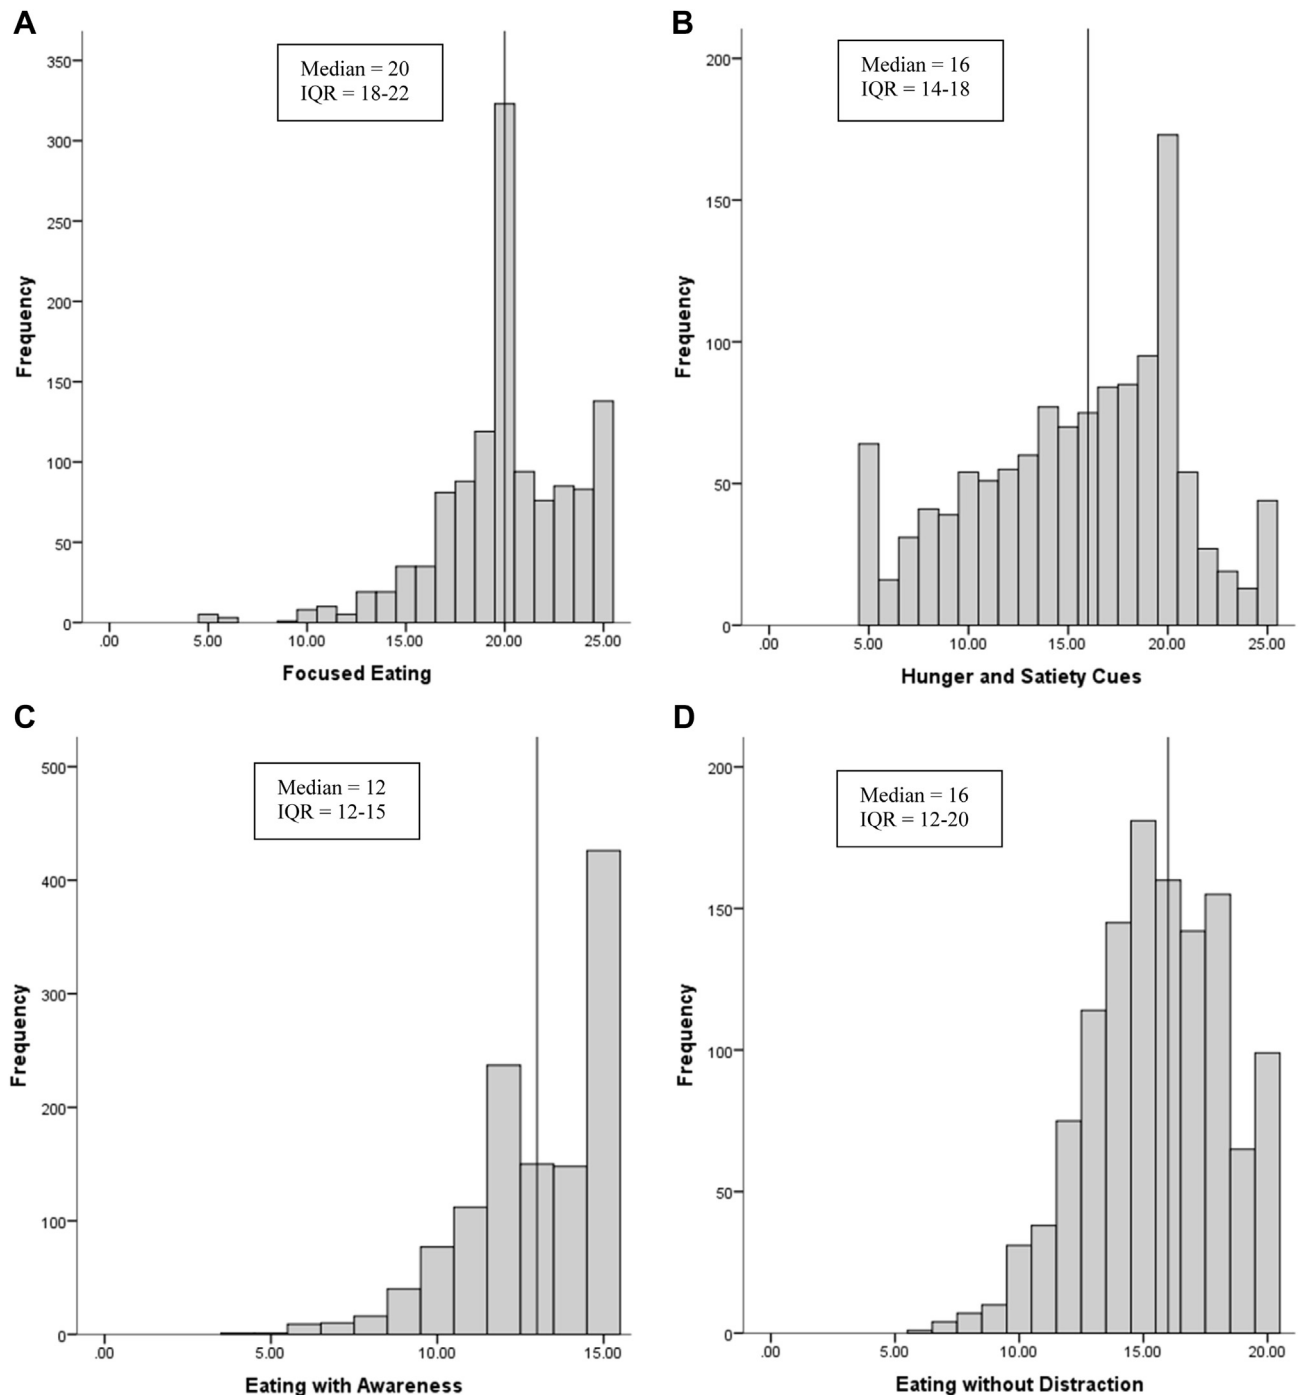 A
Median = 20
IQR = 18-22
350
300
250
200
150
100
50
0
Frequency
.00 5.00 10.00 15.00 20.00 25.00
Focused Eating
B
Median = 16
IQR = 14-18
200
150
100
50
0
Frequency
.00 5.00 10.00 15.00 20.00 25.00
Hunger and Satiety Cues
C
Median = 12
IQR = 12-15
500
400
300
200
100
0
Frequency
.00 5.00 10.00 15.00
Eating with Awareness
D
Median = 16
IQR = 12-20
200
150
100
50
0
Frequency
.00 5.00 10.00 15.00 20.00
Eating without Distraction